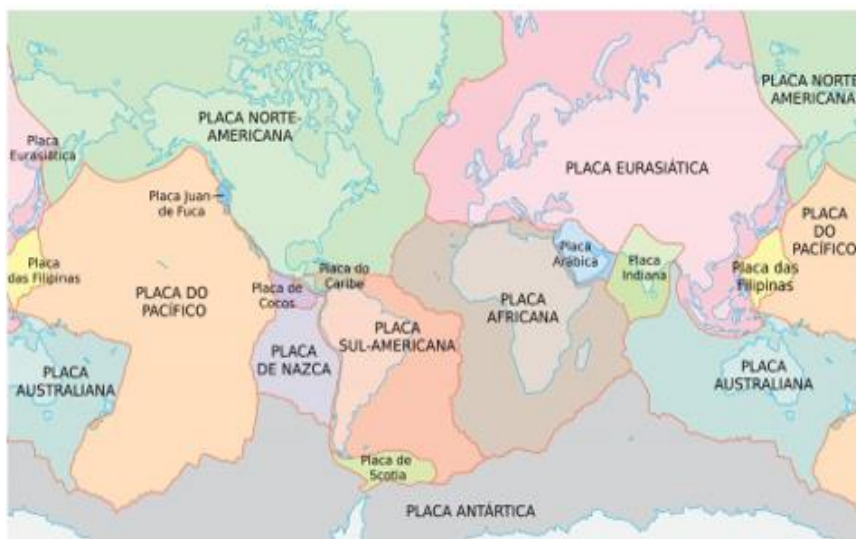 PLACA NORTE-
AMERICANA
Placa
Eurasiática
Placa Juan
de Fuca
Placa
das Filipinas
PLACA DO
PACÍFICO
PLACA
AUSTRALIANA
Placa de
Cocos
Placa do
Caribe
PLACA
DE NAZCA
PLACA
SUL-AMERICANA
Placa de
Scotia
PLACA
AFRICANA
Placa
Arábica
Placa
Indiana
PLACA EURASIÁTICA
PLACA NORTE-
AMERICANA
PLACA
DO
PACÍFICO
Placa das
Filipinas
PLACA
AUSTRALIANA
PLACA ANTÁRTICA